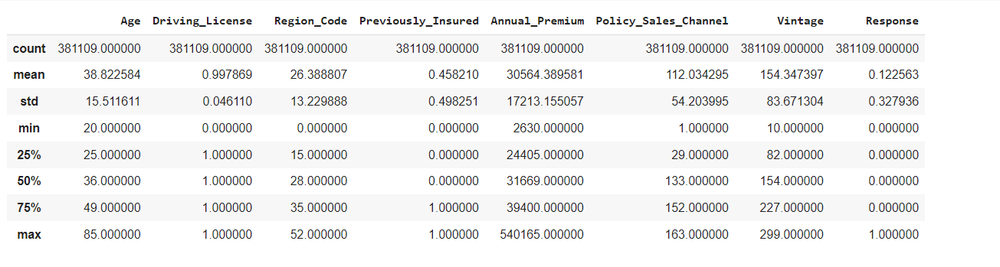 Age Driving_License Region_Code Previously_Insured Annual_Premium Policy_Sales_Channel Vintage Response
count 381109.000000 381109.000000 381109.000000 381109.000000 381109.000000 381109.000000 381109.000000 381109.000000
mean 38.822584 0.997869 26.388807 0.458210 30564.389581 112.034295 154.347397 0.122563
std 15.511611 0.046110 13.229888 0.498251 17213.155057 54.203995 83.671304 0.327936
min 20.000000 0.000000 0.000000 0.000000 2630.000000 1.000000 10.000000 0.000000
25% 25.000000 1.000000 15.000000 0.000000 24405.000000 29.000000 82.000000 0.000000
50% 36.000000 1.000000 28.000000 0.000000 31669.000000 133.000000 154.000000 0.000000
75% 49.000000 1.000000 35.000000 1.000000 39400.000000 152.000000 227.000000 0.000000
max 85.000000 1.000000 52.000000 1.000000 540165.000000 163.000000 299.000000 1.000000